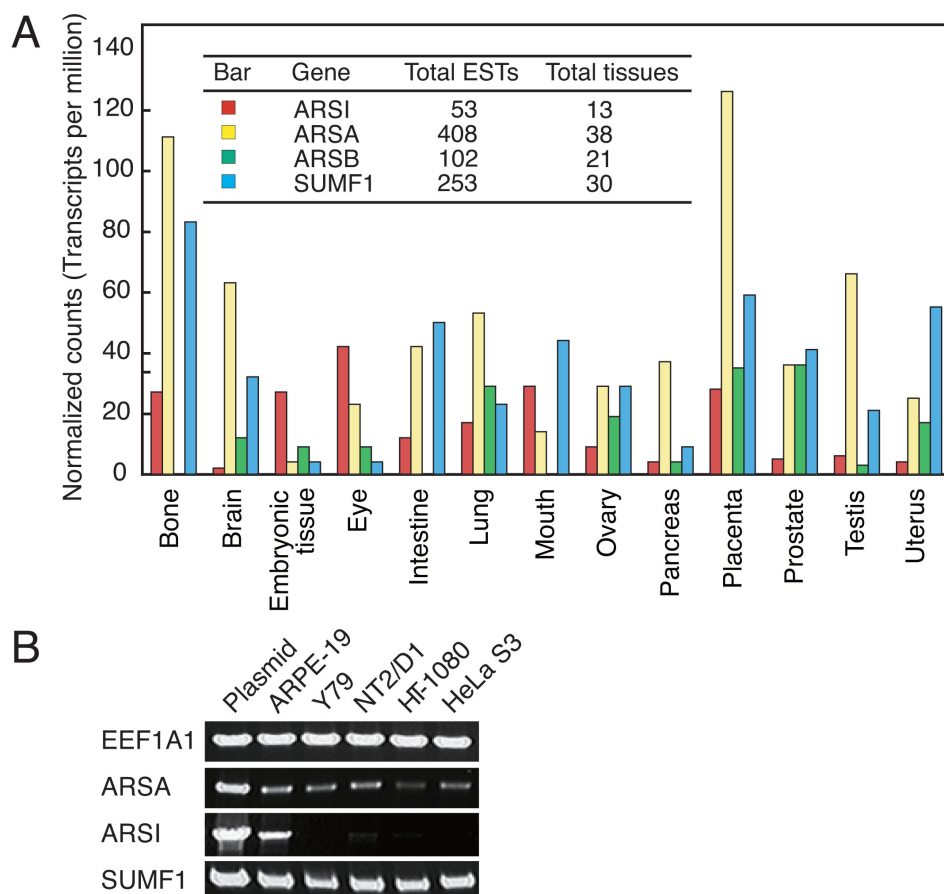 A
Normalized counts (Transcripts per million)
140
120
100
80
60
40
20
0
Bar Gene Total ESTs Total tissues
ARSI 53 13
ARSA 408 38
ARSB 102 21
SUMF1 253 30
Bone
Brain
Embryonic
tissue
Eye
Intestine
Lung
Mouth
Ovary
Pancreas
Placenta
Prostate
Testis
Uterus
B
Plasmid
ARPE-19
Y79
NT2/D1
HT-1080
HeLa S3
EEF1A1
ARSA
ARSI
SUMF1